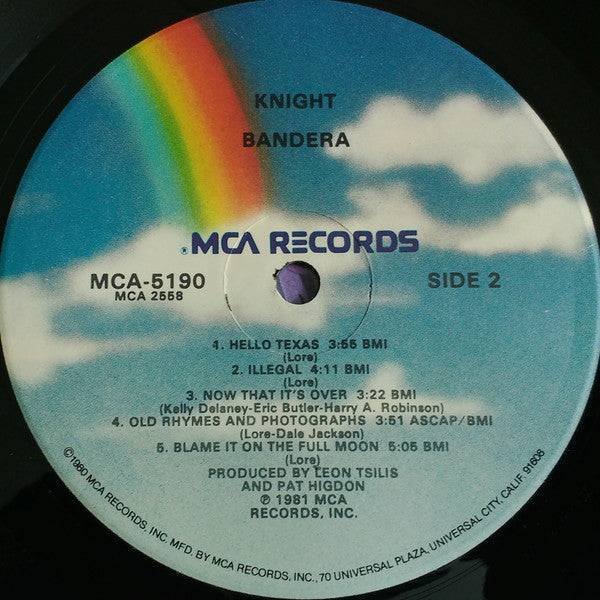 KNIGHT
BANDERA
® MCA RECORDS
MCA-5190
MCA 2558
SIDE 2
1. HELLO TEXAS 3:55 BMI
(Lore)
2. ILLEGAL 4:11 BMI
(Lore)
3. NOW THAT IT'S OVER 3:22 BMI
(Kelly Delaney-Eric Butler-Harry A. Robinson)
4. OLD RHYMES AND PHOTOGRAPHS 3:51 ASCAP/BMI
(Lore-Dale Jackson)
5. BLAME IT ON THE FULL MOON 5:05 BMI
(Lore)
PRODUCED BY LEON TSILIS
AND PAT HIGDON
℗ 1981 MCA
RECORDS, INC.
©1980 MCA RECORDS, INC. MFD. BY MCA RECORDS, INC., 70 UNIVERSAL PLAZA, UNIVERSAL CITY, CALIF. 91608